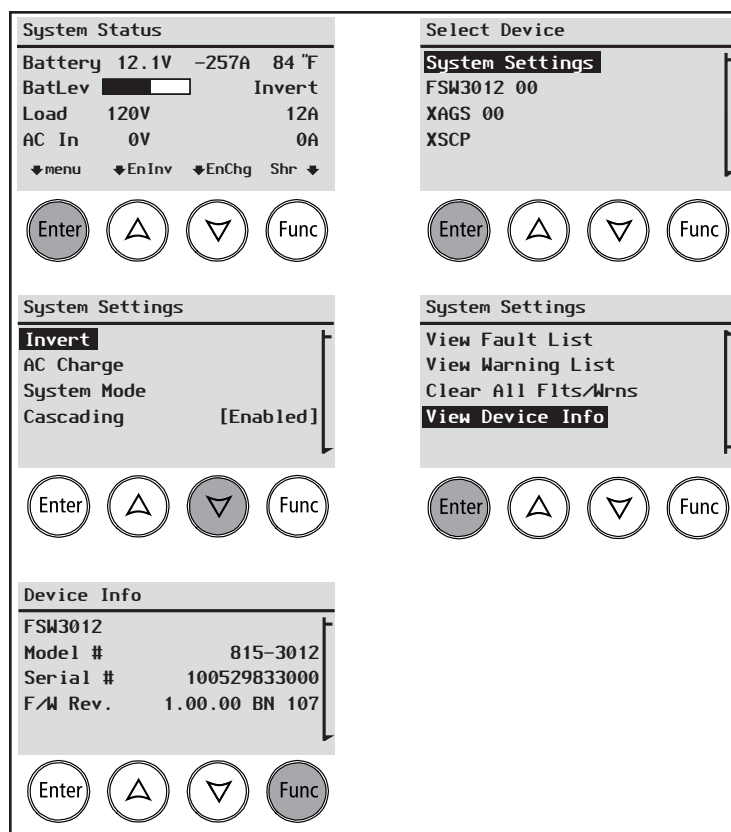 System Status
Battery 12.1V -257A 84 °F
BatLev Invert
Load 120V 12A
AC In 0V 0A
menu EnInv EnChg Shr
Enter Func
Select Device
System Settings
FSW3012 00
XAGS 00
XSCP
Enter Func
System Settings
Invert
AC Charge
System Mode
Cascading [Enabled]
Enter Func
System Settings
View Fault List
View Warning List
Clear All Flts/Wrns
View Device Info
Enter Func
Device Info
FSW3012
Model # 815-3012
Serial # 100529833000
F/W Rev. 1.00.00 BN 107
Enter Func